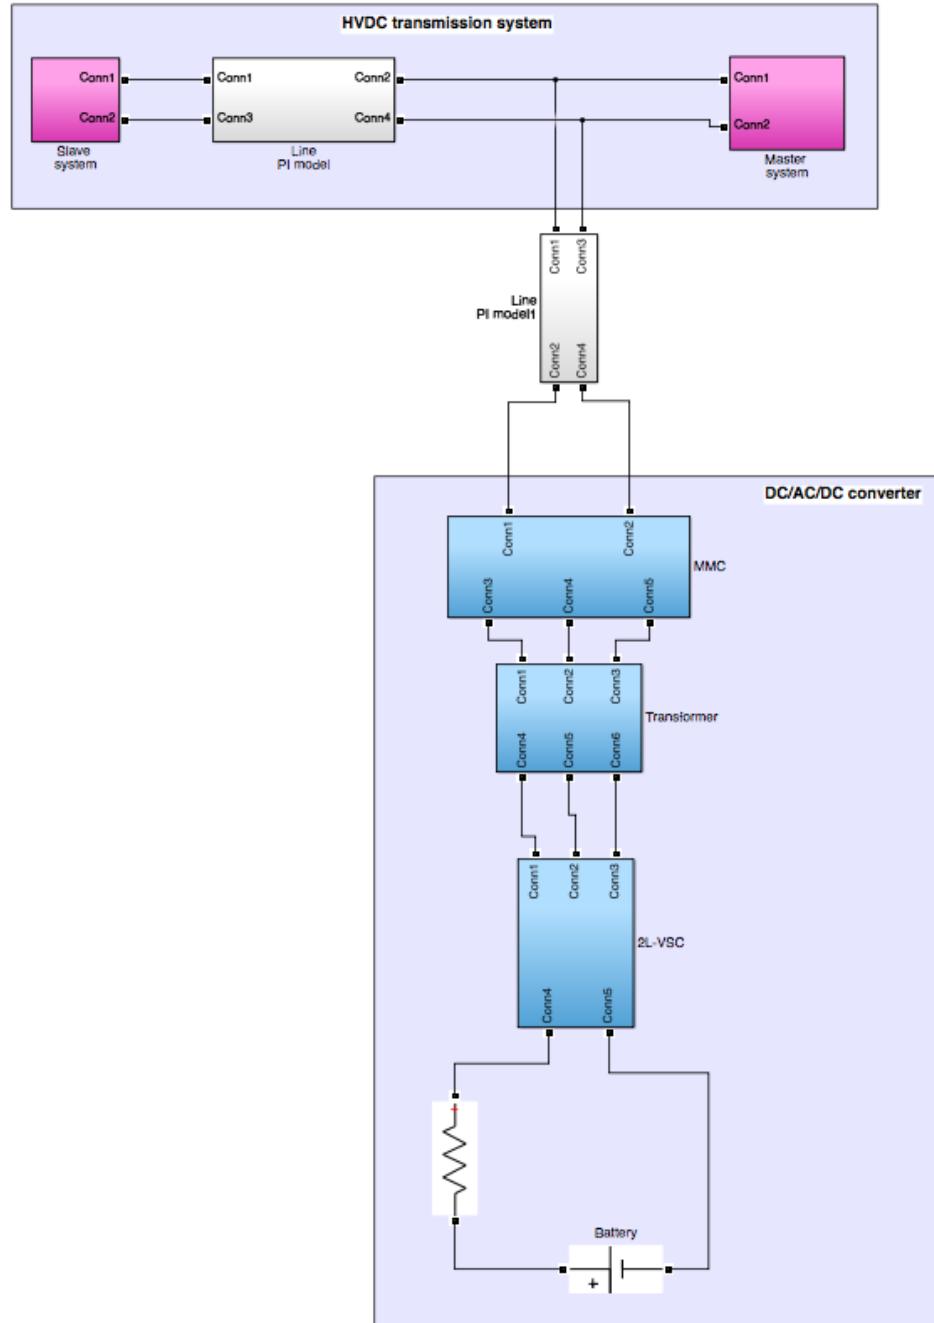 HVDC transmission system
Conn1
Conn2
Slave
system
Conn1
Conn3
Conn2
Conn4
Line
PI model
Conn1
Conn2
Master
system
Conn1
Conn3
Line
PI model1
Conn2
Conn4
DC/AC/DC converter
Conn1
Conn2
MMC
Conn3
Conn4
Conn5
Conn1
Conn2
Conn3
Transformer
Conn4
Conn5
Conn6
Conn1
Conn2
Conn3
2L-VSC
Conn4
Conn5
+
Battery
+